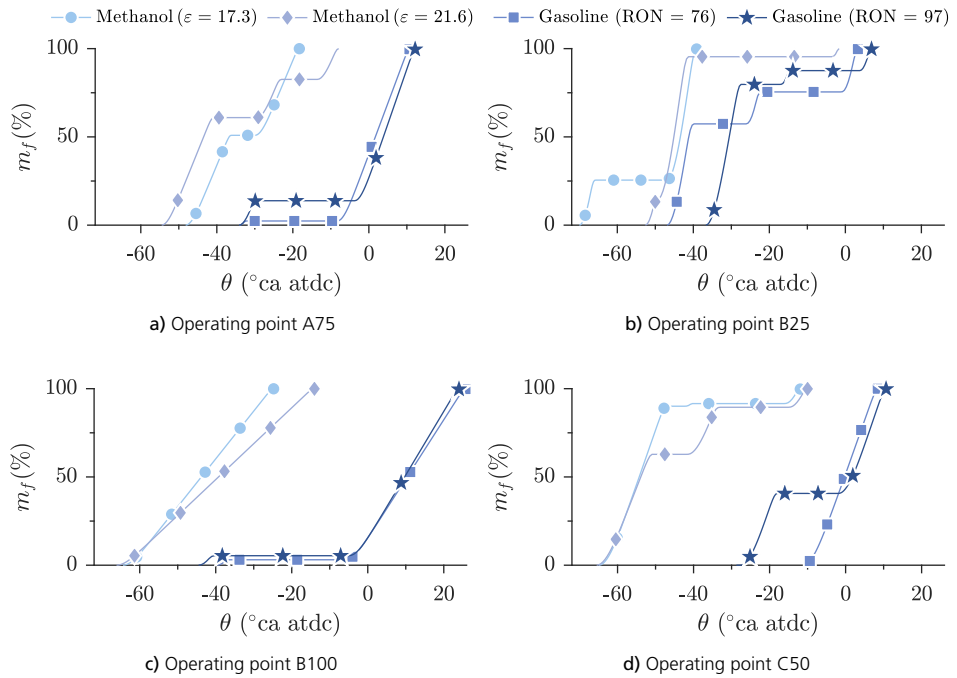 Methanol (ε = 17.3) Methanol (ε = 21.6) Gasoline (RON = 76) Gasoline (RON = 97)
100
50
0
m_f (%)
-60 -40 -20 0 20
θ (°ca atdc)
a) Operating point A75
100
50
0
m_f (%)
-60 -40 -20 0 20
θ (°ca atdc)
b) Operating point B25
100
50
0
m_f (%)
-60 -40 -20 0 20
θ (°ca atdc)
c) Operating point B100
100
50
0
m_f (%)
-60 -40 -20 0 20
θ (°ca atdc)
d) Operating point C50